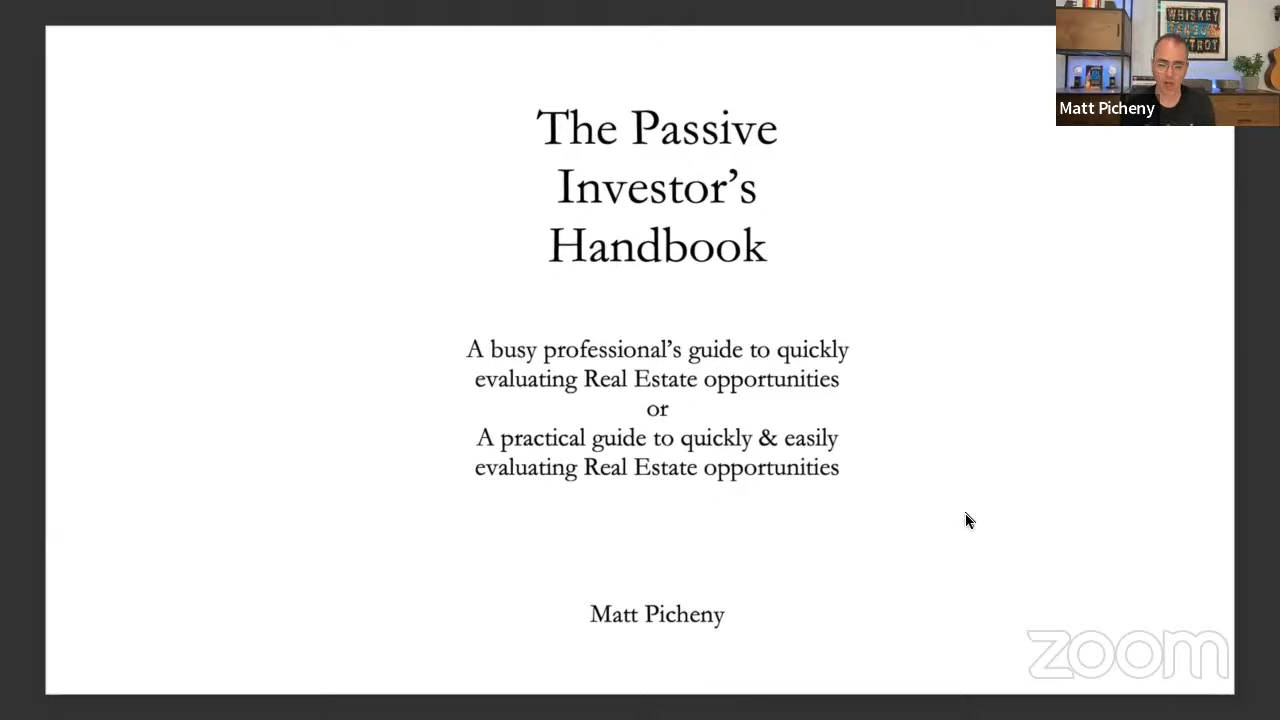 The Passive
Investor's
Handbook
A busy professional's guide to quickly
evaluating Real Estate opportunities
or
A practical guide to quickly & easily
evaluating Real Estate opportunities
Matt Picheny
WHISKEY
Matt Picheny
zoom